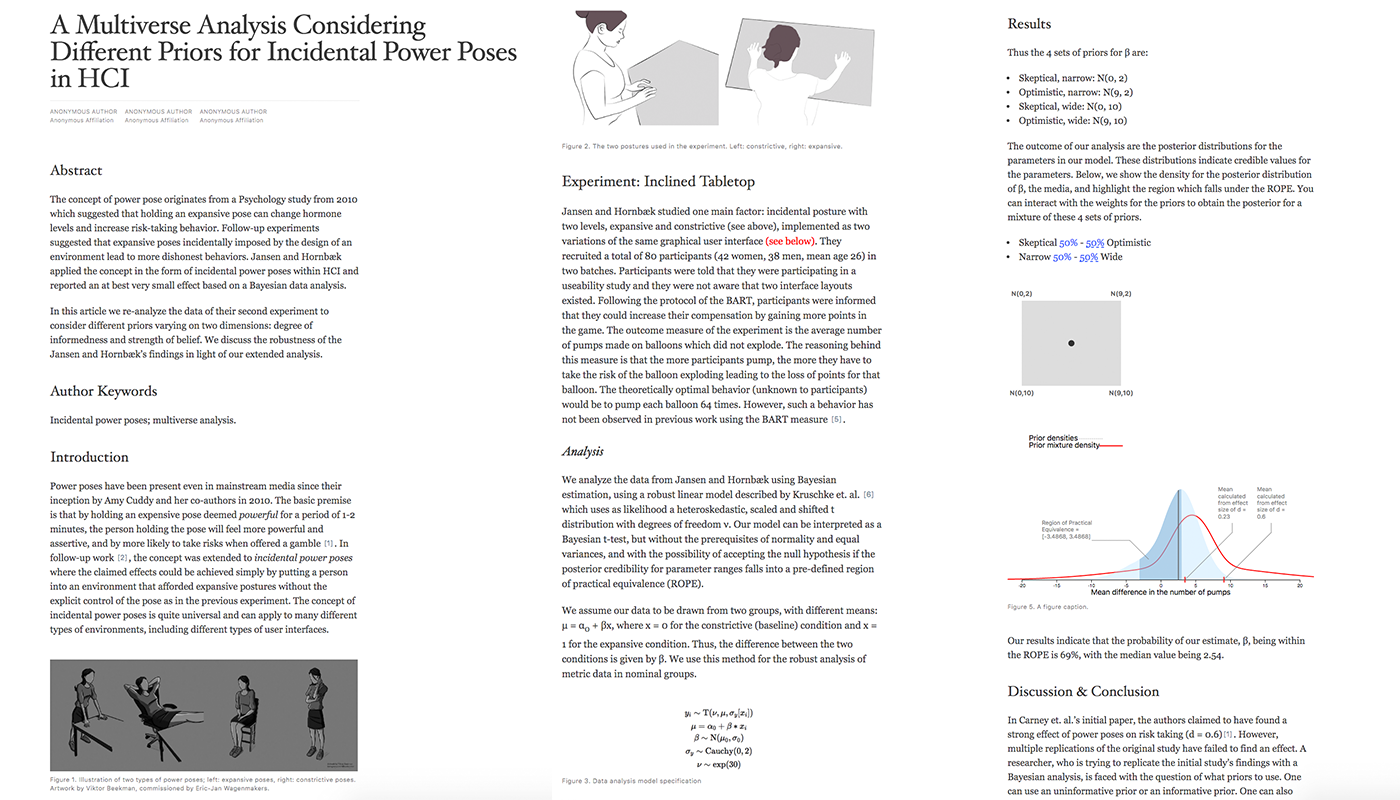 A Multiverse Analysis Considering
Different Priors for Incidental Power Poses
in HCI
ANONYMOUS AUTHOR ANONYMOUS AUTHOR ANONYMOUS AUTHOR
Anonymous Affiliation Anonymous Affiliation Anonymous Affiliation
Abstract
The concept of power pose originates from a Psychology study from 2010
which suggested that holding an expansive pose can change hormone
levels and increase risk-taking behavior. Follow-up experiments
suggested that expansive poses incidentally imposed by the design of an
environment lead to more dishonest behaviors. Jansen and Hornbæk
applied the concept in the form of incidental power poses within HCI and
reported an at best very small effect based on a Bayesian data analysis.
In this article we re-analyze the data of their second experiment to
consider different priors varying on two dimensions: degree of
informedness and strength of belief. We discuss the robustness of the
Jansen and Hornbæk's findings in light of our extended analysis.
Author Keywords
Incidental power poses; multiverse analysis.
Introduction
Power poses have been present even in mainstream media since their
inception by Amy Cuddy and her co-authors in 2010. The basic premise
is that by holding an expensive pose deemed powerful for a period of 1-2
minutes, the person holding the pose will feel more powerful and
assertive, and by more likely to take risks when offered a gamble [1]. In
follow-up work [2], the concept was extended to incidental power poses
where the claimed effects could be achieved simply by putting a person
into an environment that afforded expansive postures without the
explicit control of the pose as in the previous experiment. The concept of
incidental power poses is quite universal and can apply to many different
types of environments, including different types of user interfaces.
Figure 1. Illustration of two types of power poses; left: expansive poses, right: constrictive poses.
Artwork by Viktor Beekman, commissioned by Eric-Jan Wagenmakers.
Figure 2. The two postures used in the experiment. Left: constrictive, right: expansive.
Experiment: Inclined Tabletop
Jansen and Hornbæk studied one main factor: incidental posture with
two levels, expansive and constrictive (see above), implemented as two
variations of the same graphical user interface (see below). They
recruited a total of 80 participants (42 women, 38 men, mean age 26) in
two batches. Participants were told that they were participating in a
useability study and they were not aware that two interface layouts
existed. Following the protocol of the BART, participants were informed
that they could increase their compensation by gaining more points in
the game. The outcome measure of the experiment is the average number
of pumps made on balloons which did not explode. The reasoning behind
this measure is that the more participants pump, the more they have to
take the risk of the balloon exploding leading to the loss of points for that
balloon. The theoretically optimal behavior (unknown to participants)
would be to pump each balloon 64 times. However, such a behavior has
not been observed in previous work using the BART measure [5].
Analysis
We analyze the data from Jansen and Hornbæk using Bayesian
estimation, using a robust linear model described by Kruschke et. al. [6]
which uses as likelihood a heteroskedastic, scaled and shifted t
distribution with degrees of freedom ν. Our model can be interpreted as a
Bayesian t-test, but without the prerequisites of normality and equal
variances, and with the possibility of accepting the null hypothesis if the
posterior credibility for parameter ranges falls into a pre-defined region
of practical equivalence (ROPE).
We assume our data to be drawn from two groups, with different means:
μ = α₀ + βx, where x = 0 for the constrictive (baseline) condition and x =
1 for the expansive condition. Thus, the difference between the two
conditions is given by β. We use this method for the robust analysis of
metric data in nominal groups.
yᵢ ~ T(ν, μ, σᵧ[xᵢ])
μ = α₀ + β * xᵢ
β ~ N(μ₀, σ₀)
σᵧ ~ Cauchy(0, 2)
ν ~ exp(30)
Figure 3. Data analysis model specification
Results
Thus the 4 sets of priors for β are:
• Skeptical, narrow: N(0, 2)
• Optimistic, narrow: N(9, 2)
• Skeptical, wide: N(0, 10)
• Optimistic, wide: N(9, 10)
The outcome of our analysis are the posterior distributions for the
parameters in our model. These distributions indicate credible values for
the parameters. Below, we show the density for the posterior distribution
of β, the media, and highlight the region which falls under the ROPE. You
can interact with the weights for the priors to obtain the posterior for a
mixture of these 4 sets of priors.
• Skeptical 50% - 50% Optimistic
• Narrow 50% - 50% Wide
N(0,2) N(9,2)
N(0,10) N(9,10)
Prior densities
Prior mixture density
Region of Practical
Equivalence =
[-3.4868, 3.4868]
Mean
calculated
from effect
size of d =
0.23
Mean
calculated
from effect
size of d =
0.6
-20 -15 -10 -5 0 5 10 15 20
Mean difference in the number of pumps
Figure 5. A figure caption.
Our results indicate that the probability of our estimate, β, being within
the ROPE is 69%, with the median value being 2.54.
Discussion & Conclusion
In Carney et. al.'s initial paper, the authors claimed to have found a
strong effect of power poses on risk taking (d = 0.6)[1]. However,
multiple replications of the original study have failed to find an effect. A
researcher, who is trying to replicate the initial study's findings with a
Bayesian analysis, is faced with the question of what priors to use. One
can use an uninformative prior or an informative prior. One can also